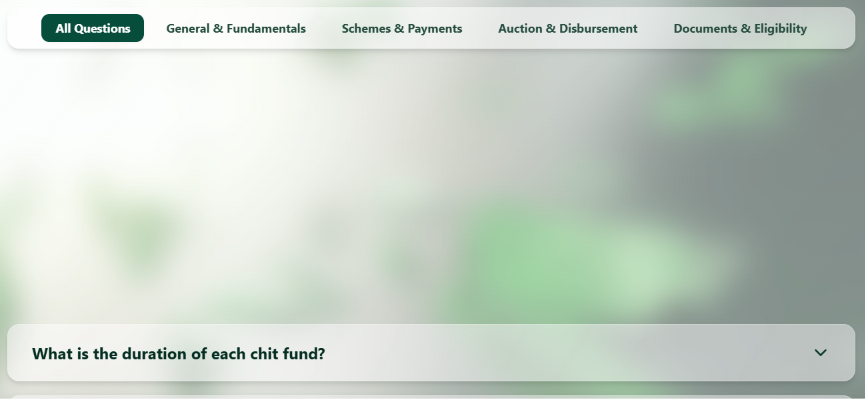 All Questions
General & Fundamentals
Schemes & Payments
Auction & Disbursement
Documents & Eligibility
What is the duration of each chit fund?